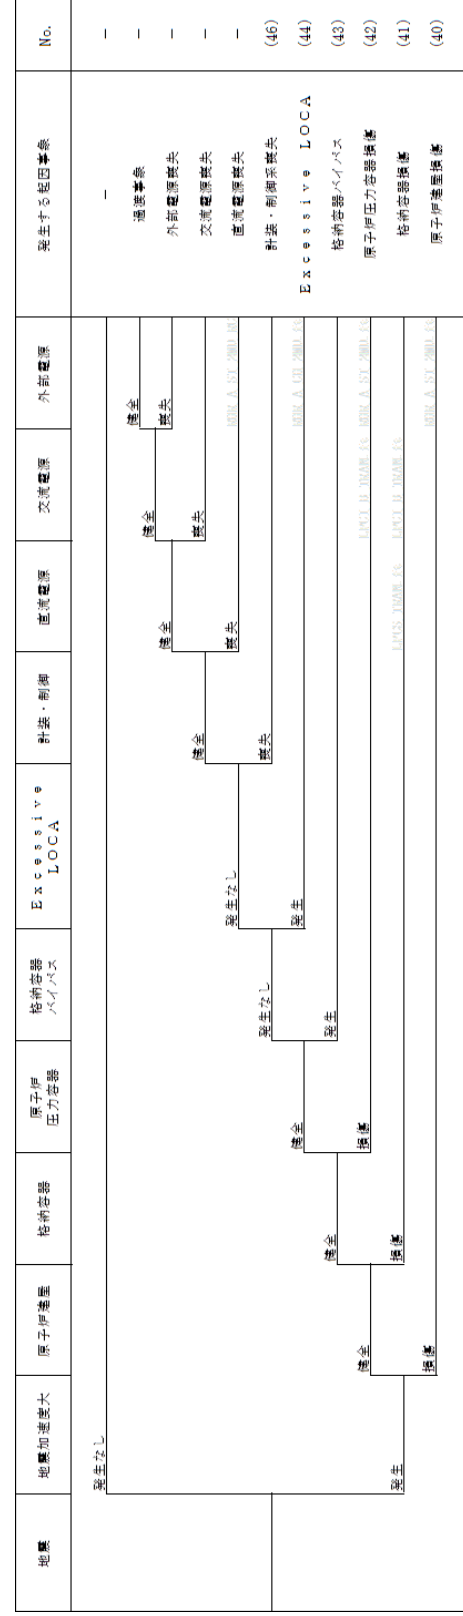 地震
地震加速度大
原子炉建屋
格納容器
原子炉
圧力容器
格納容器
バイパス
Excessive
LOCA
計装・制御
直流電源
交流電源
外部電源
発生する起因事象
No.
発生なし
－
－
健全
過渡事象
－
喪失
外部電源喪失
－
健全
喪失
交流電源喪失
－
健全
喪失
直流電源喪失
－
健全
喪失
計装・制御系喪失
(46)
発生なし
発生
Excessive LOCA
(44)
発生なし
発生
格納容器バイパス
(43)
健全
損傷
原子炉圧力容器損傷
(42)
健全
損傷
格納容器損傷
(41)
健全
損傷
原子炉建屋損傷
(40)
発生